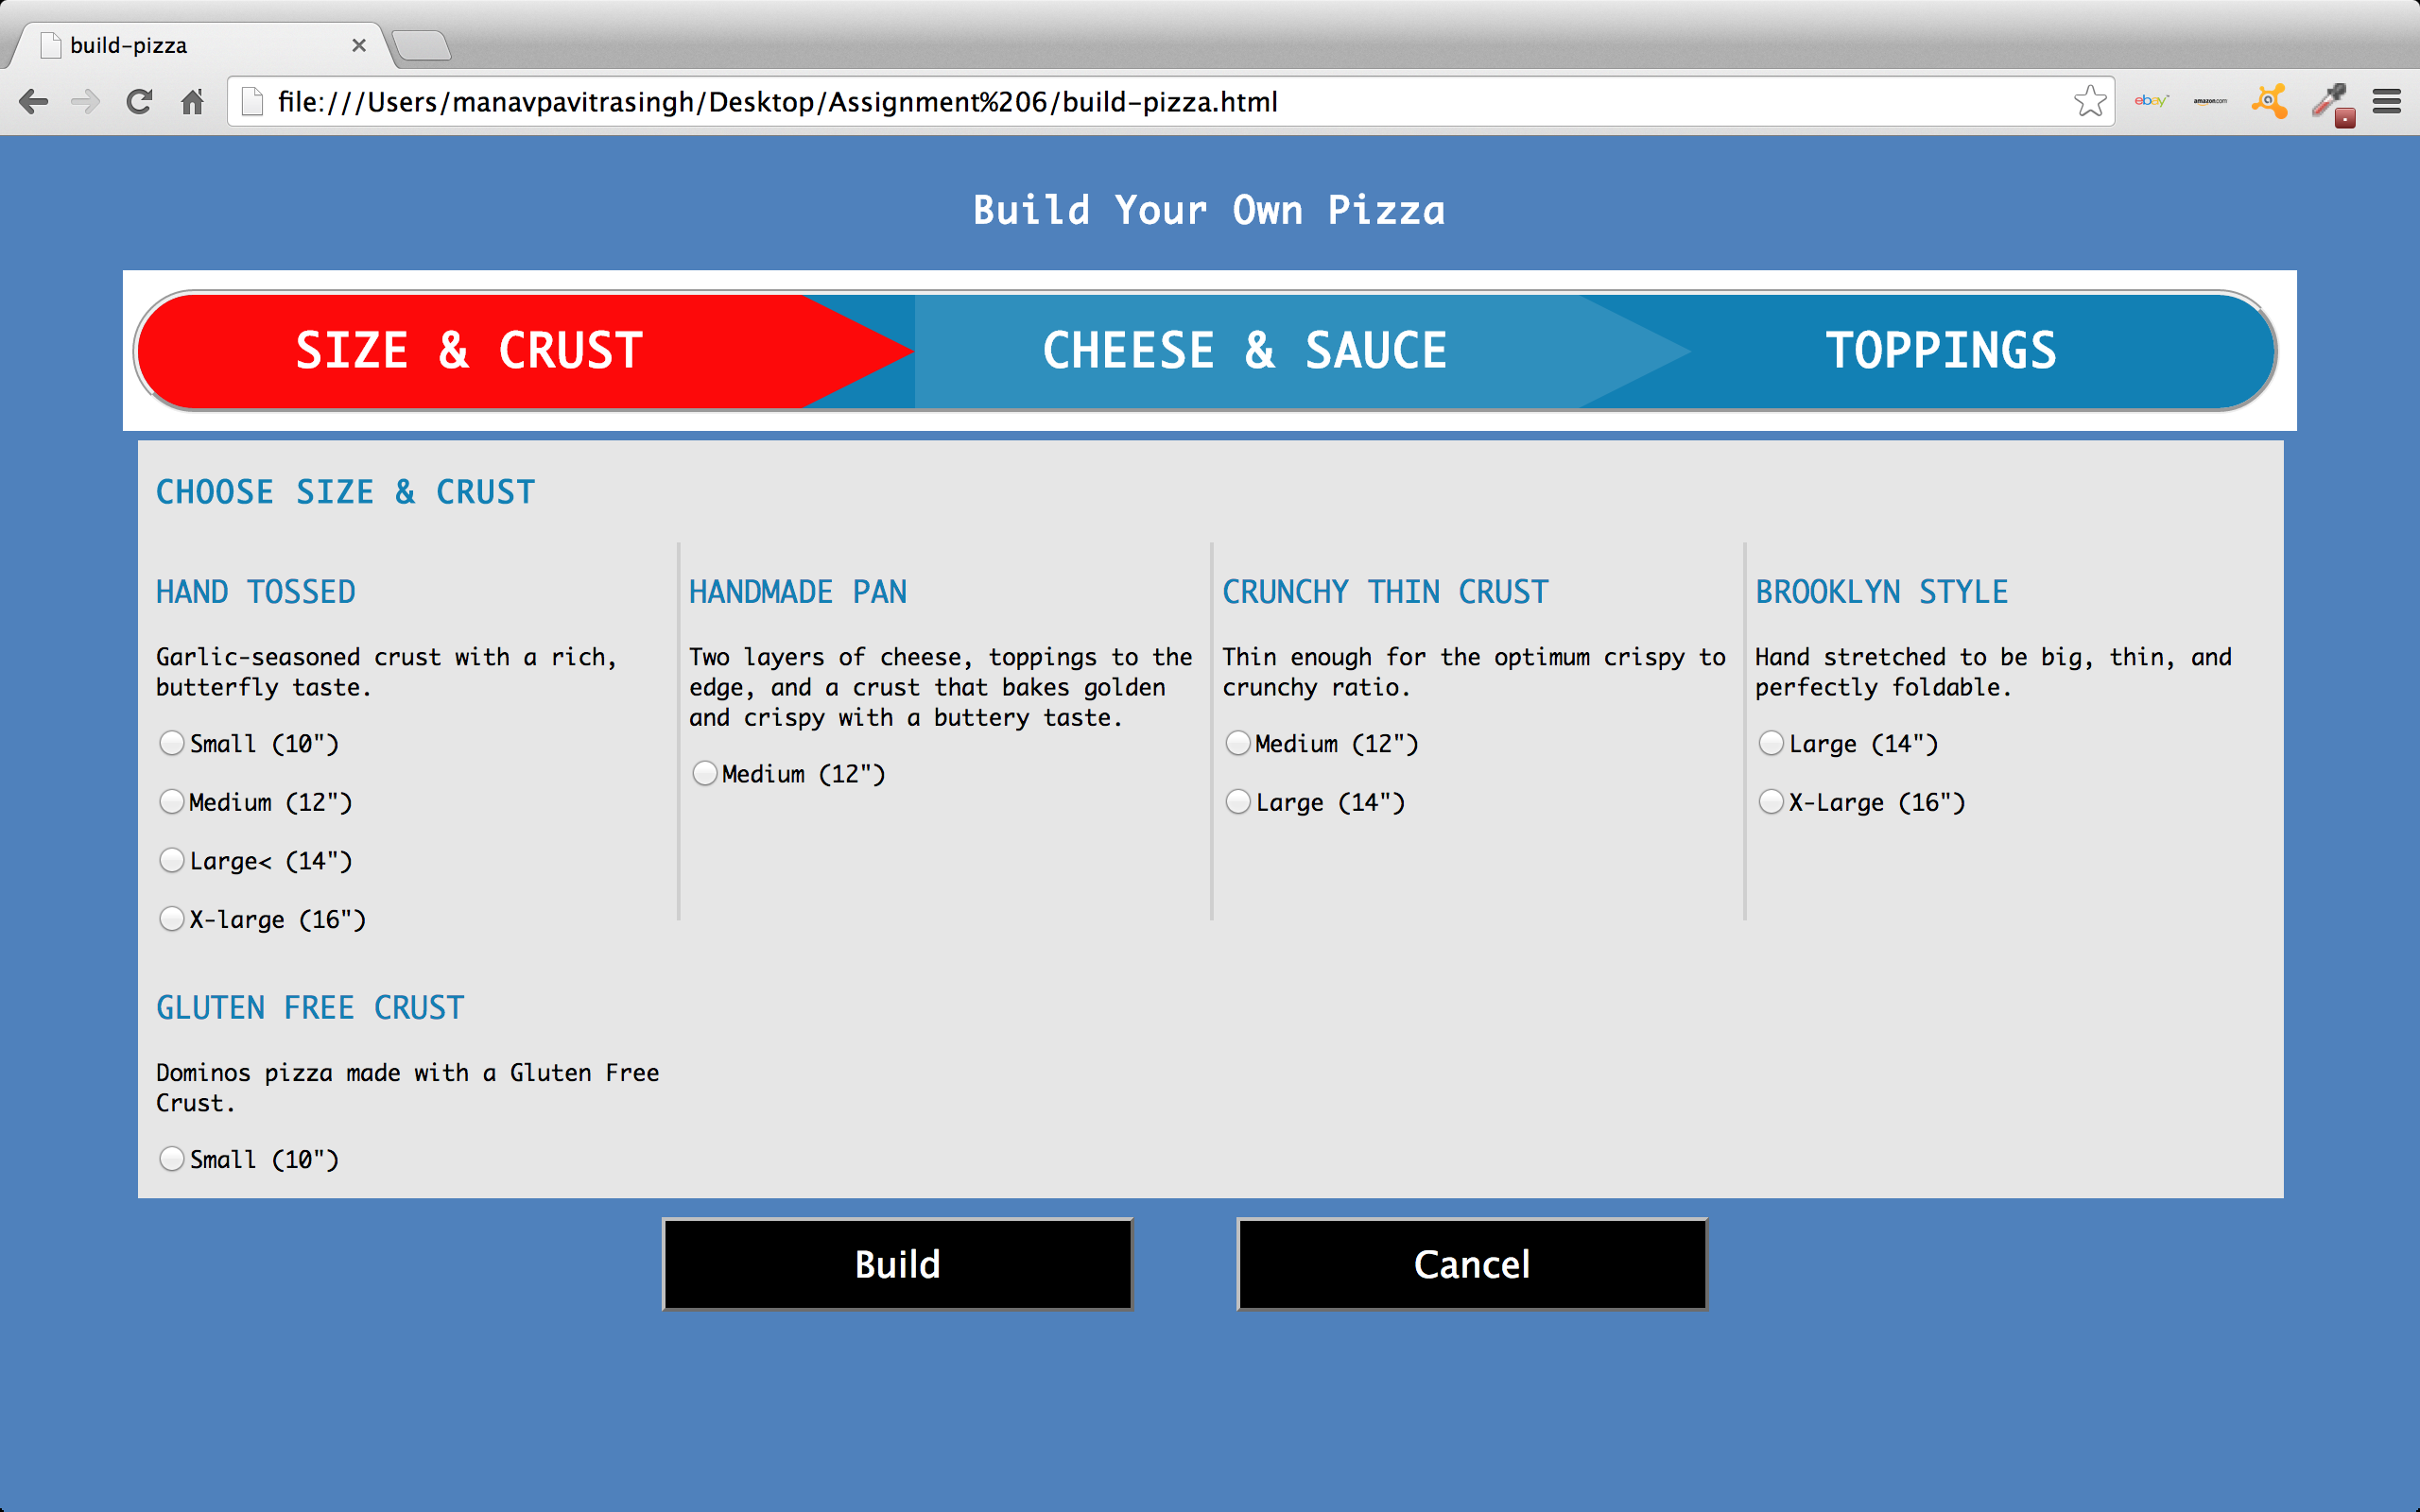 build-pizza
file:///Users/manavpavitrasingh/Desktop/Assignment%206/build-pizza.html
ebay™
amazon.com
Build Your Own Pizza
SIZE & CRUST
CHEESE & SAUCE
TOPPINGS
CHOOSE SIZE & CRUST
HAND TOSSED
Garlic-seasoned crust with a rich,
butterfly taste.
Small (10")
Medium (12")
Large< (14")
X-large (16")
HANDMADE PAN
Two layers of cheese, toppings to the
edge, and a crust that bakes golden
and crispy with a buttery taste.
Medium (12")
CRUNCHY THIN CRUST
Thin enough for the optimum crispy to
crunchy ratio.
Medium (12")
Large (14")
BROOKLYN STYLE
Hand stretched to be big, thin, and
perfectly foldable.
Large (14")
X-Large (16")
GLUTEN FREE CRUST
Dominos pizza made with a Gluten Free
Crust.
Small (10")
Build
Cancel